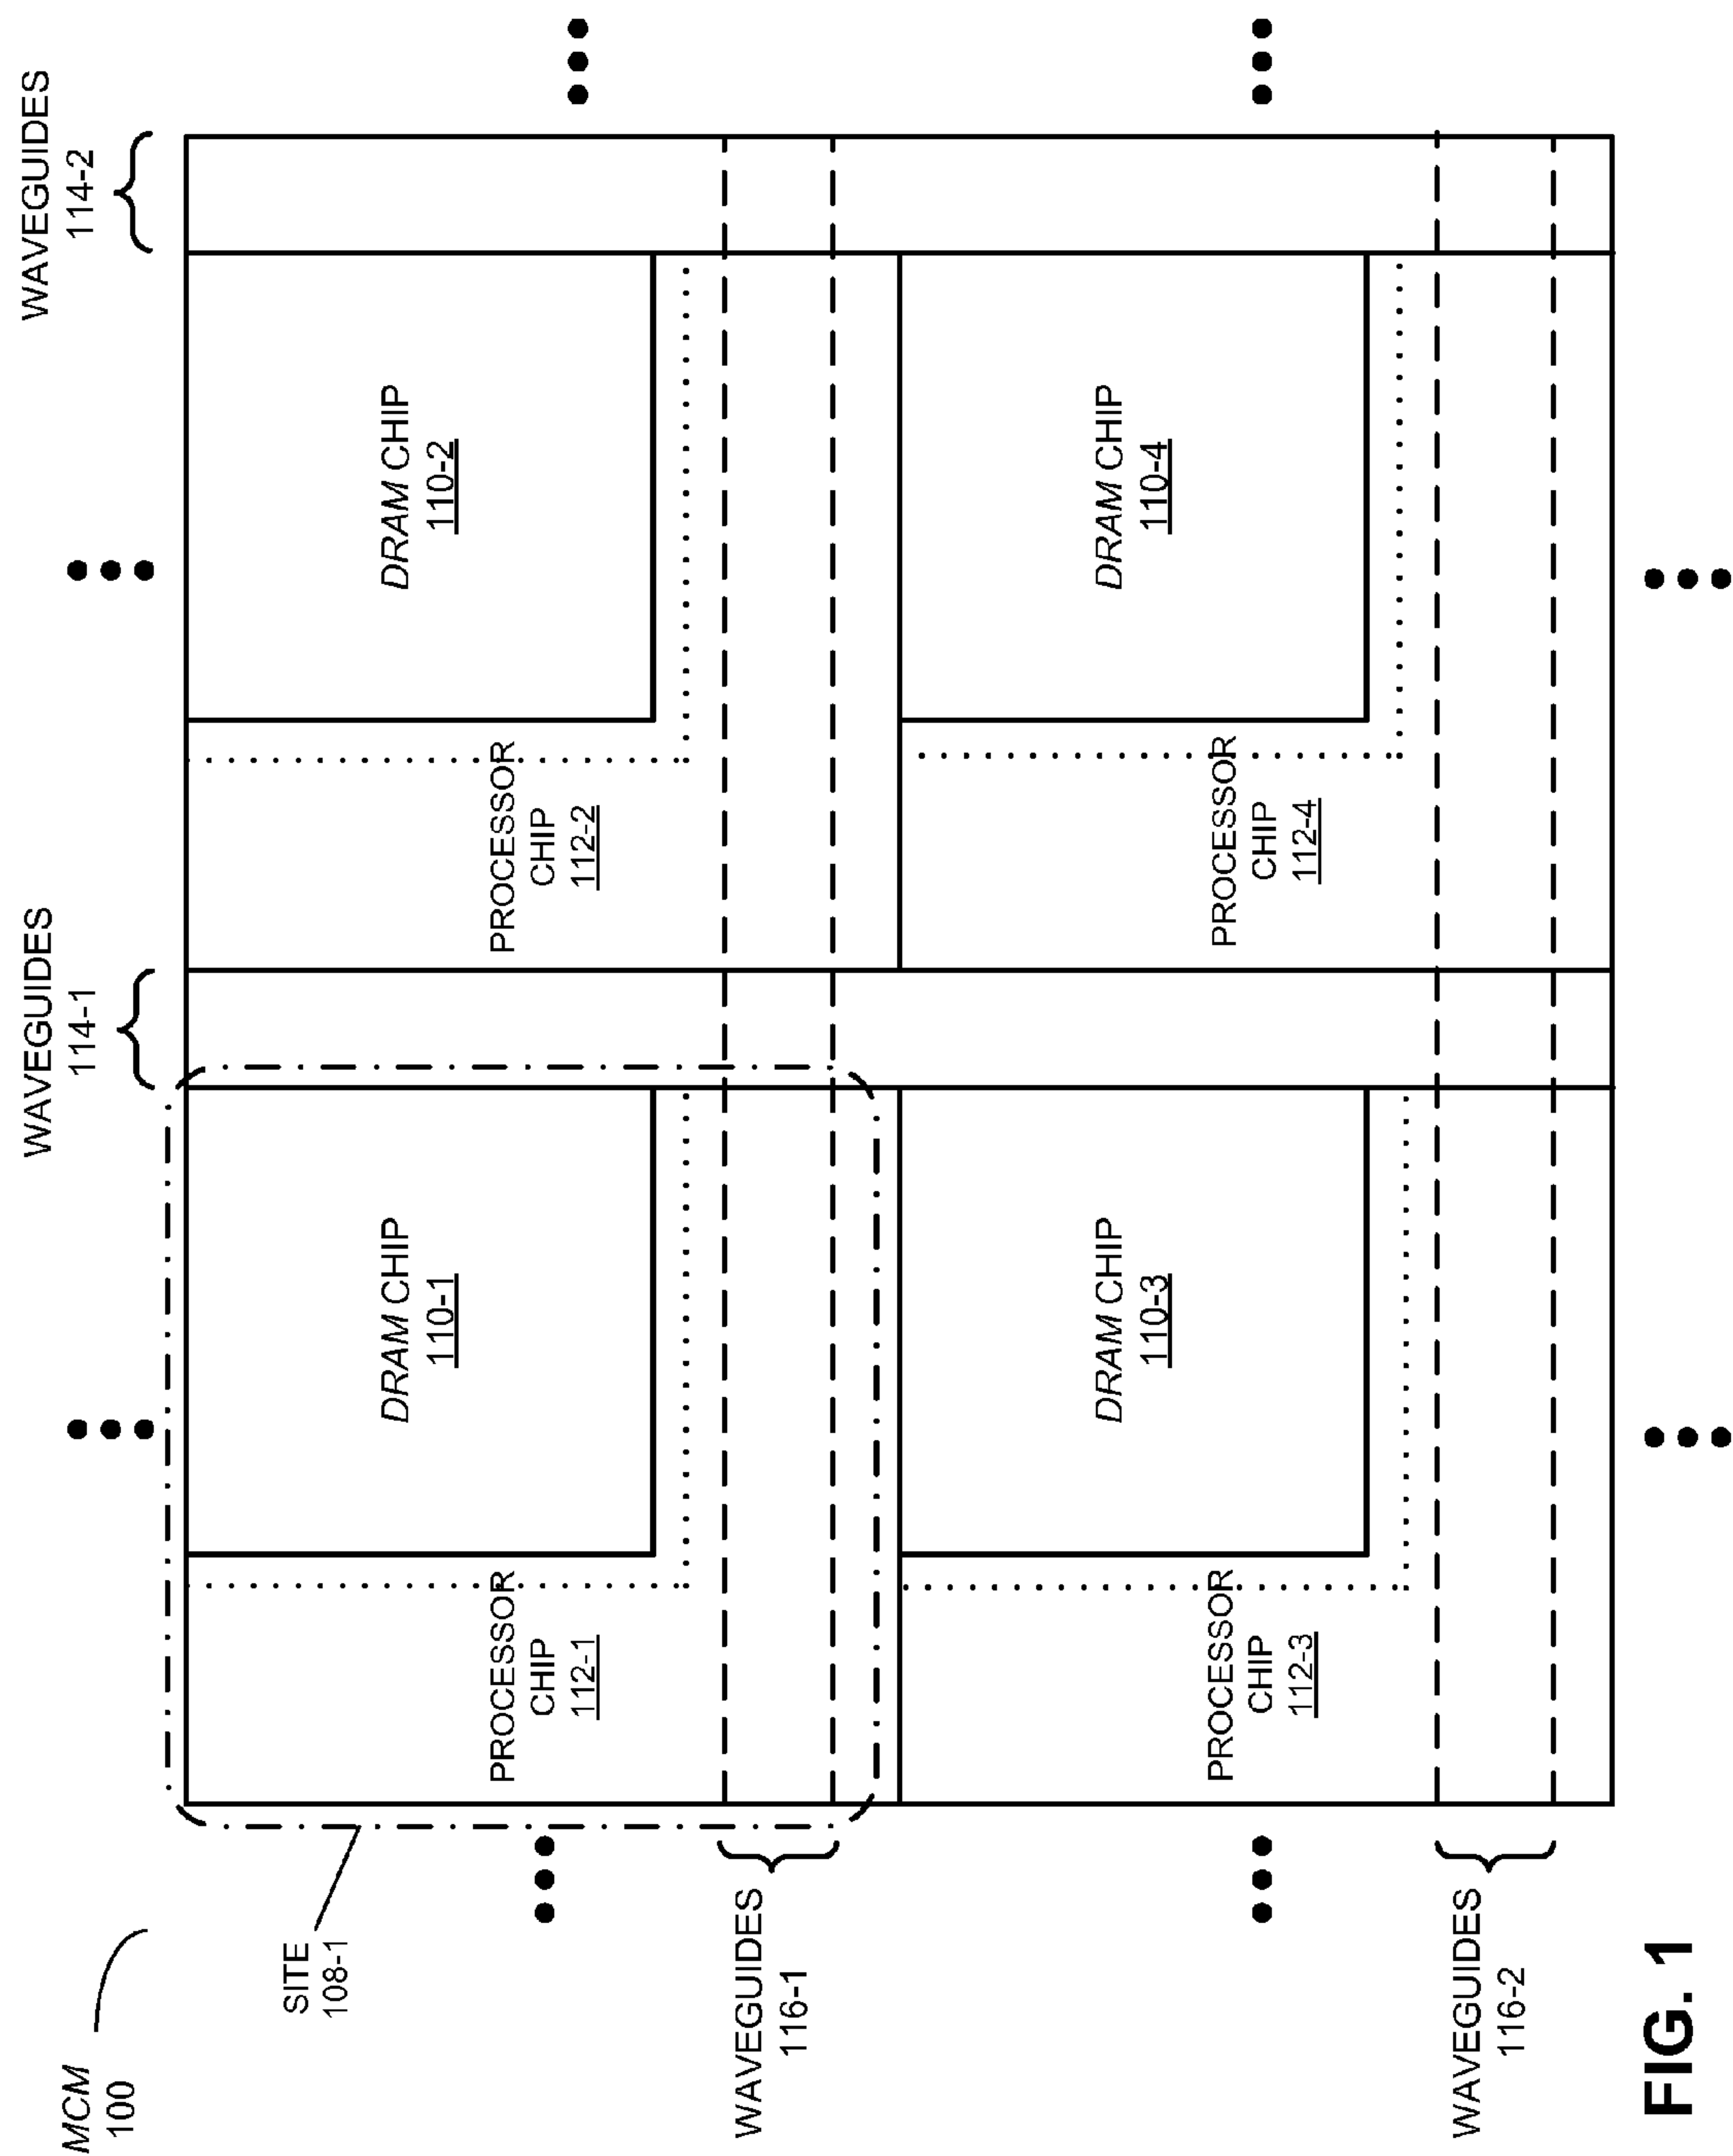 MCM
100
SITE
108-1
WAVEGUIDES
114-1
WAVEGUIDES
114-2
DRAM CHIP
110-1
DRAM CHIP
110-2
PROCESSOR
CHIP
112-1
PROCESSOR
CHIP
112-2
WAVEGUIDES
116-1
DRAM CHIP
110-3
DRAM CHIP
110-4
PROCESSOR
CHIP
112-3
PROCESSOR
CHIP
112-4
WAVEGUIDES
116-2
FIG. 1